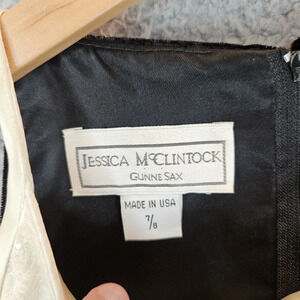 JESSICA McCLINTOCK
GUNNE SAX
MADE IN USA
7/8